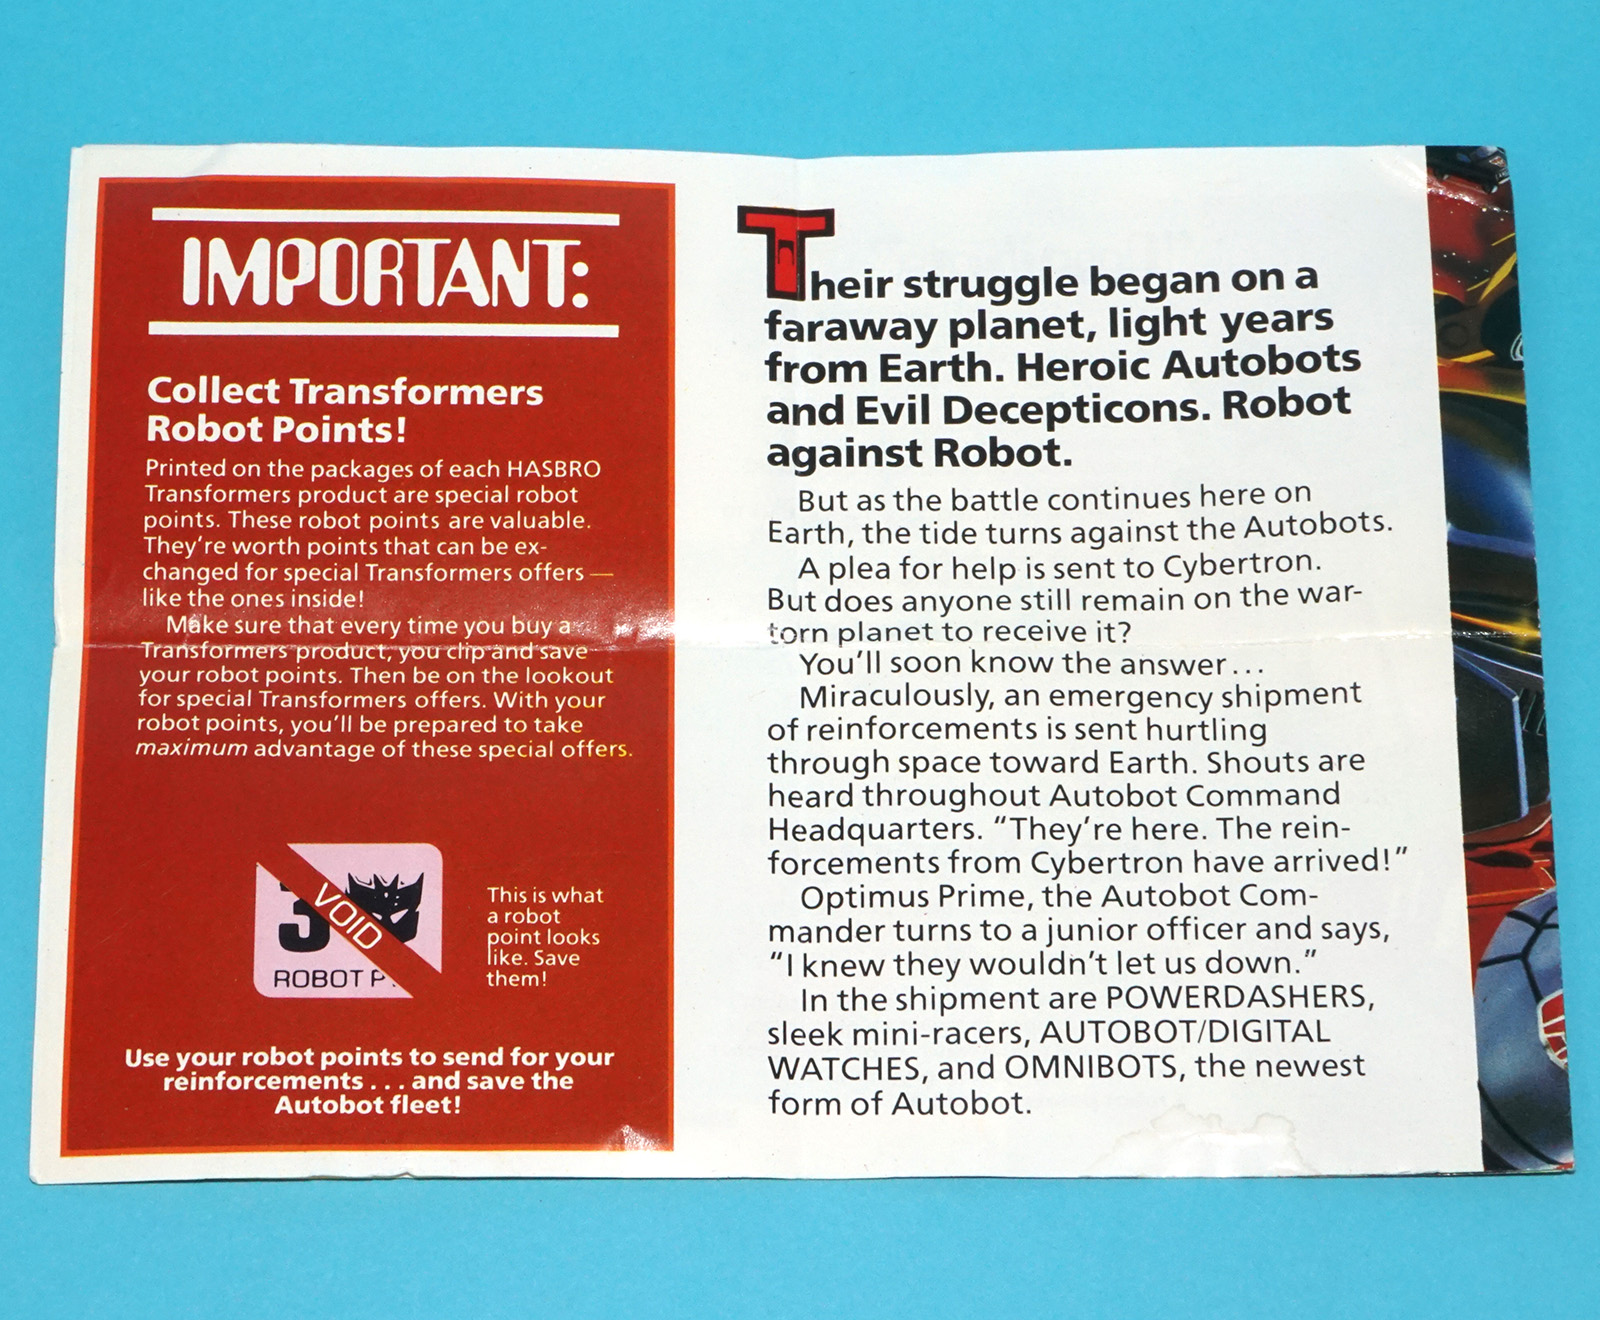 IMPORTANT:
Collect Transformers
Robot Points!
Printed on the packages of each HASBRO
Transformers product are special robot
points. These robot points are valuable.
They're worth points that can be ex-
changed for special Transformers offers —
like the ones inside!
Make sure that every time you buy a
Transformers product, you clip and save
your robot points. Then be on the lookout
for special Transformers offers. With your
robot points, you'll be prepared to take
maximum advantage of these special offers.
3
VOID
ROBOT P
This is what
a robot
point looks
like. Save
them!
Use your robot points to send for your
reinforcements . . . and save the
Autobot fleet!
Their struggle began on a
faraway planet, light years
from Earth. Heroic Autobots
and Evil Decepticons. Robot
against Robot.
But as the battle continues here on
Earth, the tide turns against the Autobots.
A plea for help is sent to Cybertron.
But does anyone still remain on the war-
torn planet to receive it?
You'll soon know the answer . . .
Miraculously, an emergency shipment
of reinforcements is sent hurtling
through space toward Earth. Shouts are
heard throughout Autobot Command
Headquarters. "They're here. The rein-
forcements from Cybertron have arrived!"
Optimus Prime, the Autobot Com-
mander turns to a junior officer and says,
"I knew they wouldn't let us down."
In the shipment are POWERDASHERS,
sleek mini-racers, AUTOBOT/DIGITAL
WATCHES, and OMNIBOTS, the newest
form of Autobot.